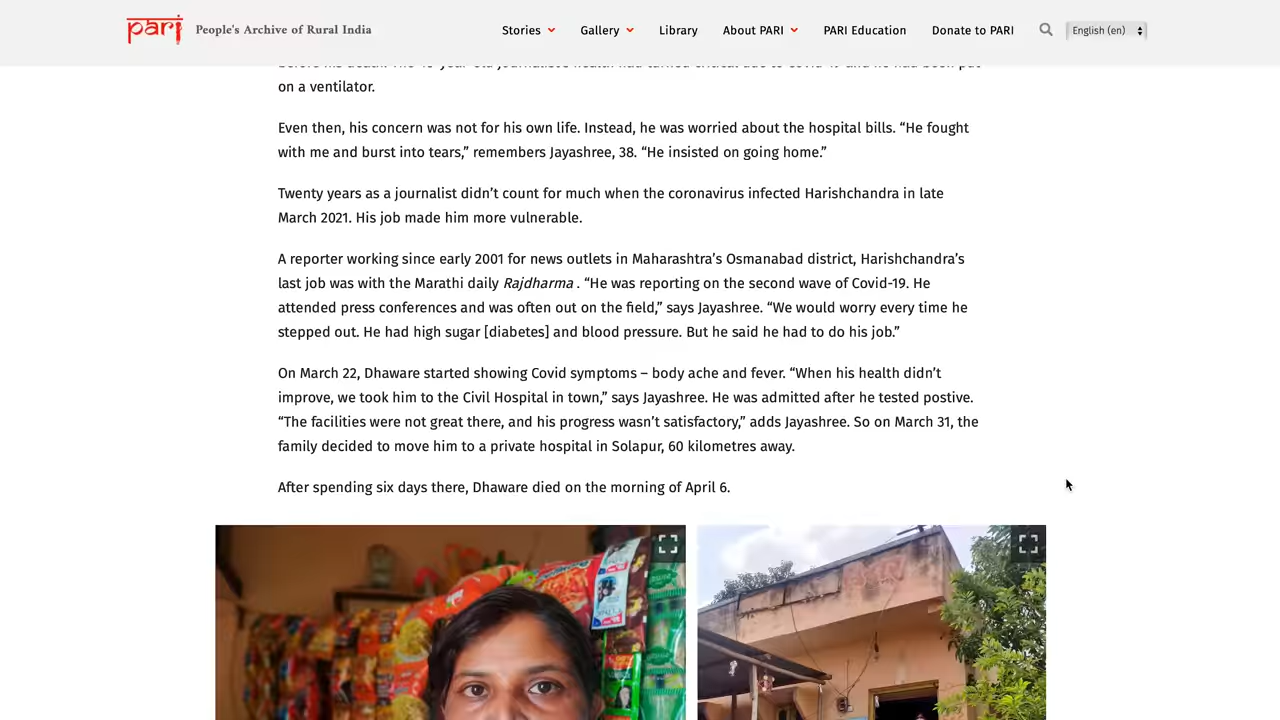 pari People's Archive of Rural India Stories Gallery Library About PARI PARI Education Donate to PARI English (en)
on a ventilator.
Even then, his concern was not for his own life. Instead, he was worried about the hospital bills. “He fought
with me and burst into tears,” remembers Jayashree, 38. “He insisted on going home.”
Twenty years as a journalist didn’t count for much when the coronavirus infected Harishchandra in late
March 2021. His job made him more vulnerable.
A reporter working since early 2001 for news outlets in Maharashtra’s Osmanabad district, Harishchandra’s
last job was with the Marathi daily Rajdharma . “He was reporting on the second wave of Covid-19. He
attended press conferences and was often out on the field,” says Jayashree. “We would worry every time he
stepped out. He had high sugar [diabetes] and blood pressure. But he said he had to do his job.”
On March 22, Dhaware started showing Covid symptoms – body ache and fever. “When his health didn’t
improve, we took him to the Civil Hospital in town,” says Jayashree. He was admitted after he tested postive.
“The facilities were not great there, and his progress wasn’t satisfactory,” adds Jayashree. So on March 31, the
family decided to move him to a private hospital in Solapur, 60 kilometres away.
After spending six days there, Dhaware died on the morning of April 6.